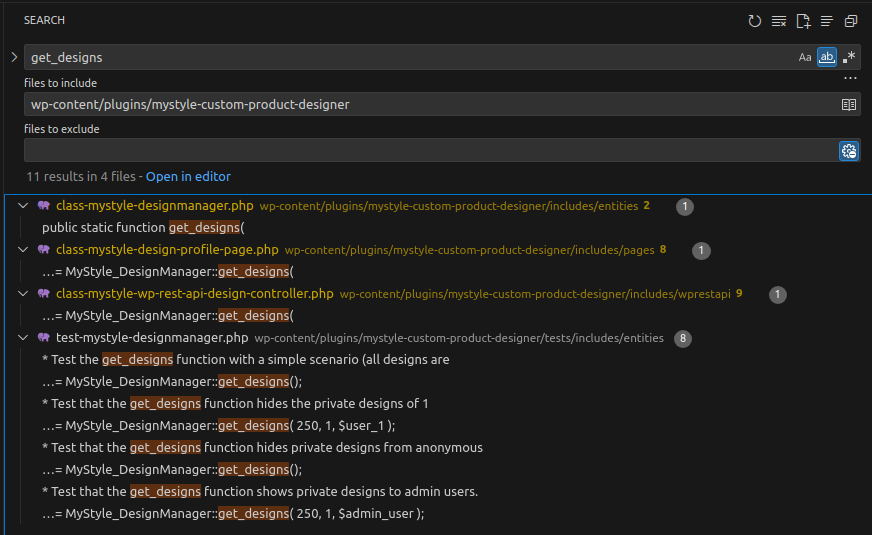 SEARCH
get_designs
Aa ab .*
files to include
wp-content/plugins/mystyle-custom-product-designer
files to exclude
11 results in 4 files - Open in editor
class-mystyle-designmanager.php wp-content/plugins/mystyle-custom-product-designer/includes/entities 2 1
public static function get_designs(
class-mystyle-design-profile-page.php wp-content/plugins/mystyle-custom-product-designer/includes/pages 8 1
…= MyStyle_DesignManager::get_designs(
class-mystyle-wp-rest-api-design-controller.php wp-content/plugins/mystyle-custom-product-designer/includes/wprestapi 9 1
…= MyStyle_DesignManager::get_designs(
test-mystyle-designmanager.php wp-content/plugins/mystyle-custom-product-designer/tests/includes/entities 8
* Test the get_designs function with a simple scenario (all designs are
…= MyStyle_DesignManager::get_designs();
* Test that the get_designs function hides the private designs of 1
…= MyStyle_DesignManager::get_designs( 250, 1, $user_1 );
* Test that the get_designs function hides private designs from anonymous
…= MyStyle_DesignManager::get_designs();
* Test that the get_designs function shows private designs to admin users.
…= MyStyle_DesignManager::get_designs( 250, 1, $admin_user );